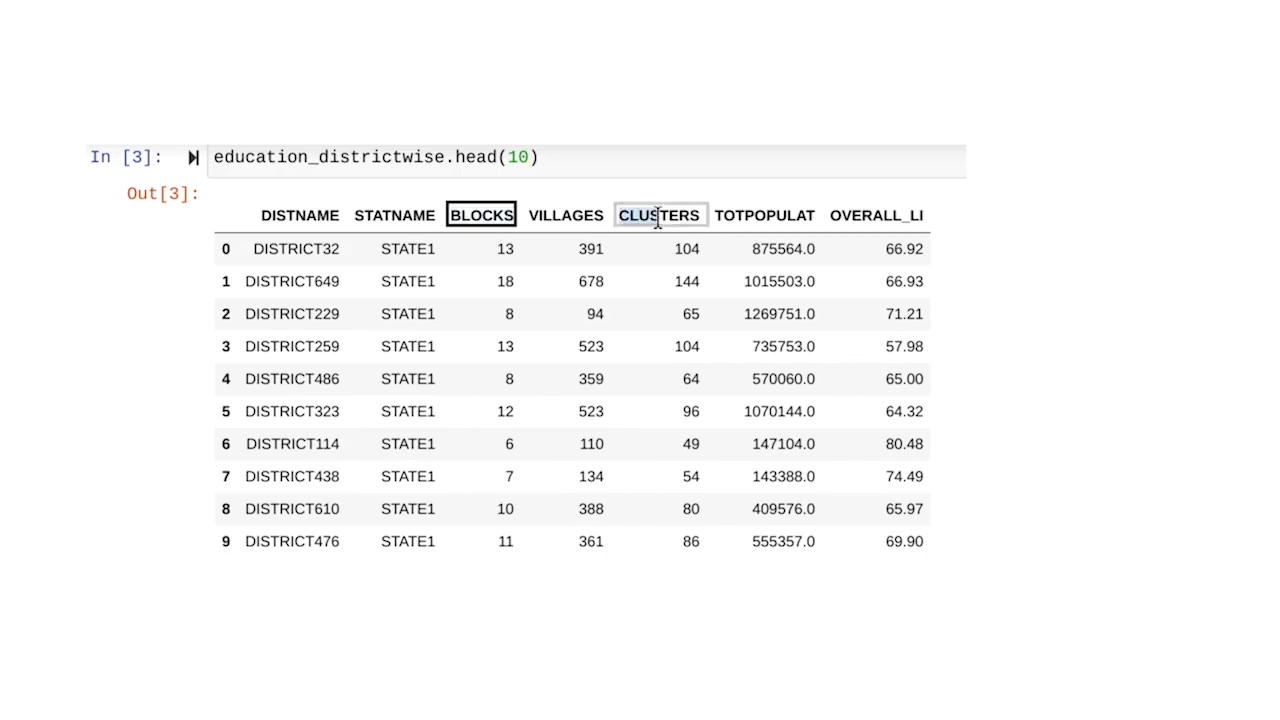 In [3]: education_districtwise.head(10)
Out[3]:
DISTNAME STATNAME BLOCKS VILLAGES CLUSTERS TOTPOPULAT OVERALL_LI
0 DISTRICT32 STATE1 13 391 104 875564.0 66.92
1 DISTRICT649 STATE1 18 678 144 1015503.0 66.93
2 DISTRICT229 STATE1 8 94 65 1269751.0 71.21
3 DISTRICT259 STATE1 13 523 104 735753.0 57.98
4 DISTRICT486 STATE1 8 359 64 570060.0 65.00
5 DISTRICT323 STATE1 12 523 96 1070144.0 64.32
6 DISTRICT114 STATE1 6 110 49 147104.0 80.48
7 DISTRICT438 STATE1 7 134 54 143388.0 74.49
8 DISTRICT610 STATE1 10 388 80 409576.0 65.97
9 DISTRICT476 STATE1 11 361 86 555357.0 69.90